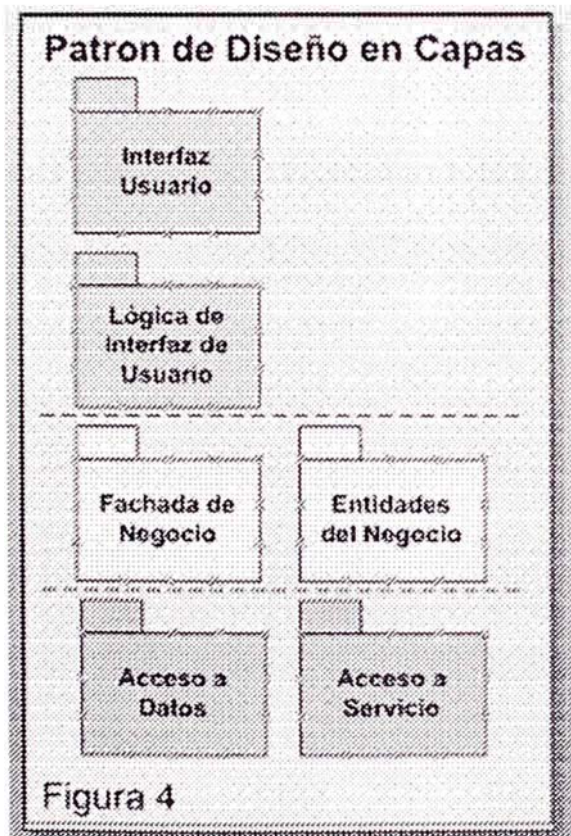 Patron de Diseño en Capas
Interfaz
Usuario
Lògica de
Interfaz de
Usuario
Fachada de
Negocio
Entidades
del Negocio
Acceso a
Datos
Acceso a
Servicio
Figura 4